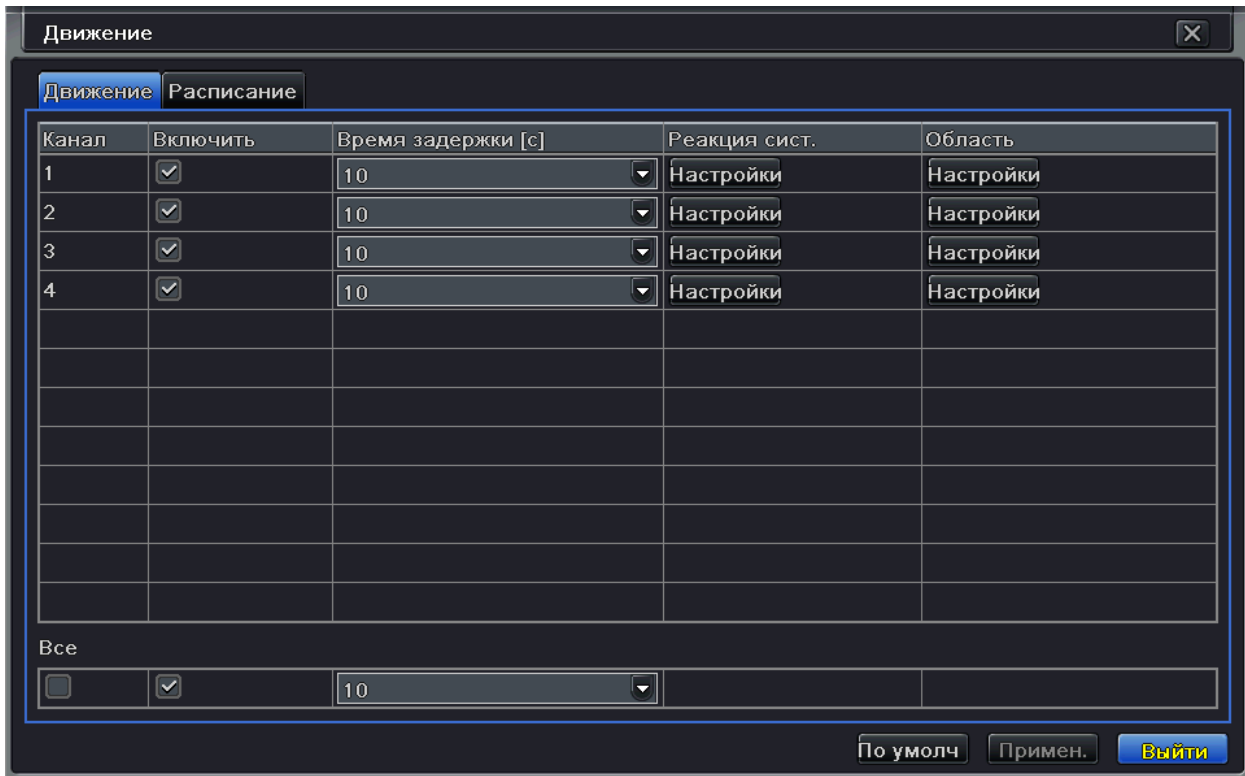 Движение
Движение Расписание
Канал Включить Время задержки [с] Реакция сист. Область
1 10 Настройки Настройки
2 10 Настройки Настройки
3 10 Настройки Настройки
4 10 Настройки Настройки
Все
10
По умолч Примен. Выйти